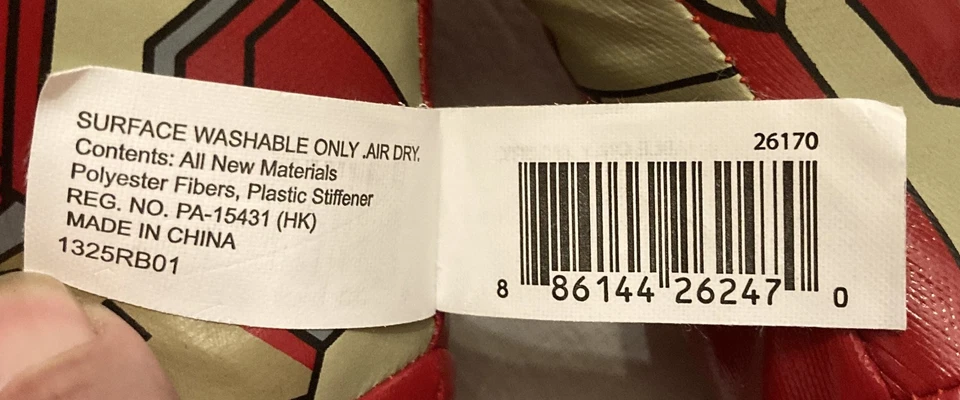 SURFACE WASHABLE ONLY .AIR DRY.
Contents: All New Materials
Polyester Fibers, Plastic Stiffener
REG. NO. PA-15431 (HK)
MADE IN CHINA
1325RB01
26170
8 86144 26247 0